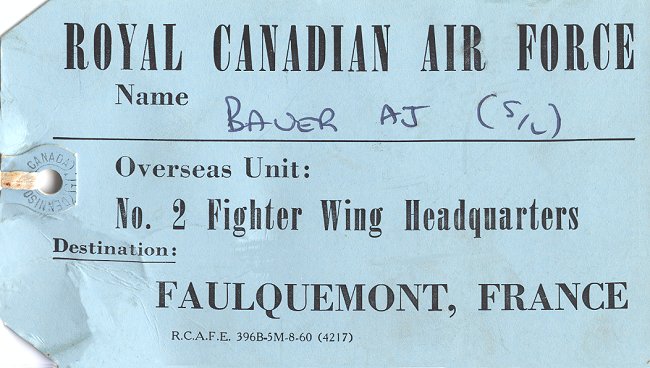 ROYAL CANADIAN AIR FORCE
Name BAUER AJ (S/L)
CANADA
Overseas Unit:
No. 2 Fighter Wing Headquarters
Destination:
FAULQUEMONT, FRANCE
R.C.A.F.E. 396B-5M-8-60 (4217)